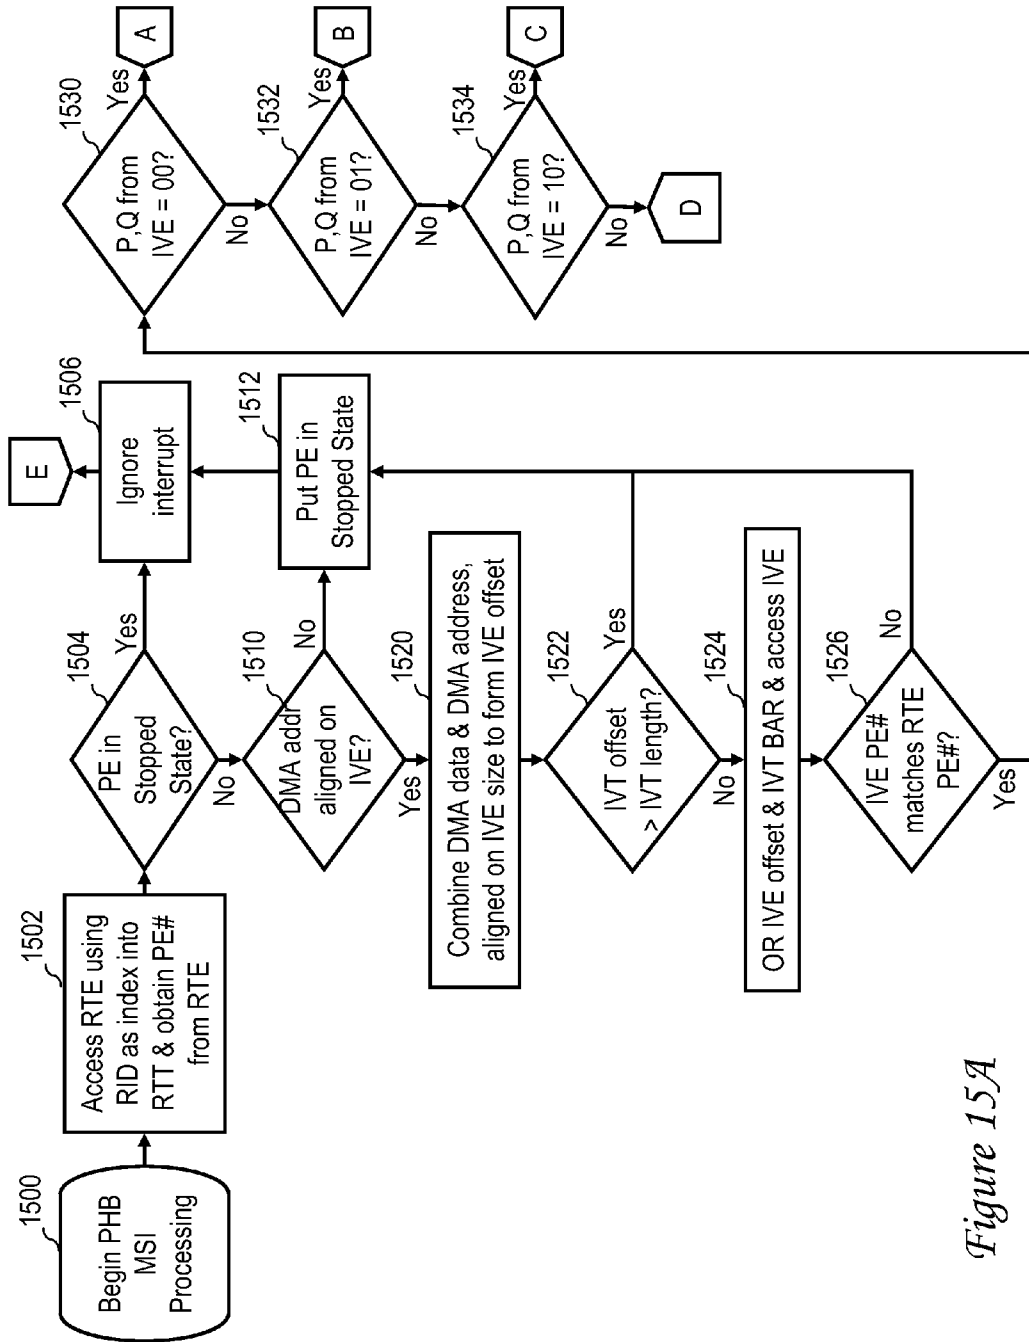 1500
Begin PHB
MSI
Processing
1502
Access RTE using
RID as index into
RTT & obtain PE#
from RTE
1504
PE in
Stopped
State?
Yes
No
1506
Ignore
interrupt
E
1510
DMA addr
aligned on
IVE?
No
Yes
1512
Put PE in
Stopped State
1520
Combine DMA data & DMA address,
aligned on IVE size to form IVE offset
1522
IVT offset
> IVT length?
Yes
No
1524
OR IVE offset & IVT BAR & access IVE
1526
IVE PE#
matches RTE
PE#?
No
Yes
1530
P,Q from
IVE = 00?
Yes
A
No
1532
P,Q from
IVE = 01?
Yes
B
No
1534
P,Q from
IVE = 10?
Yes
C
No
D
Figure 15A